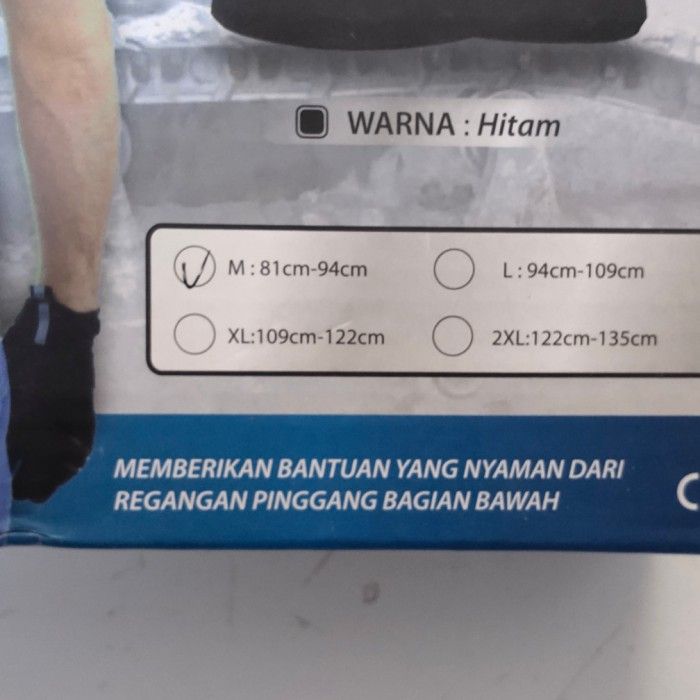 WARNA : Hitam
M : 81cm-94cm
L : 94cm-109cm
XL:109cm-122cm
2XL:122cm-135cm
MEMBERIKAN BANTUAN YANG NYAMAN DARI
REGANGAN PINGGANG BAGIAN BAWAH